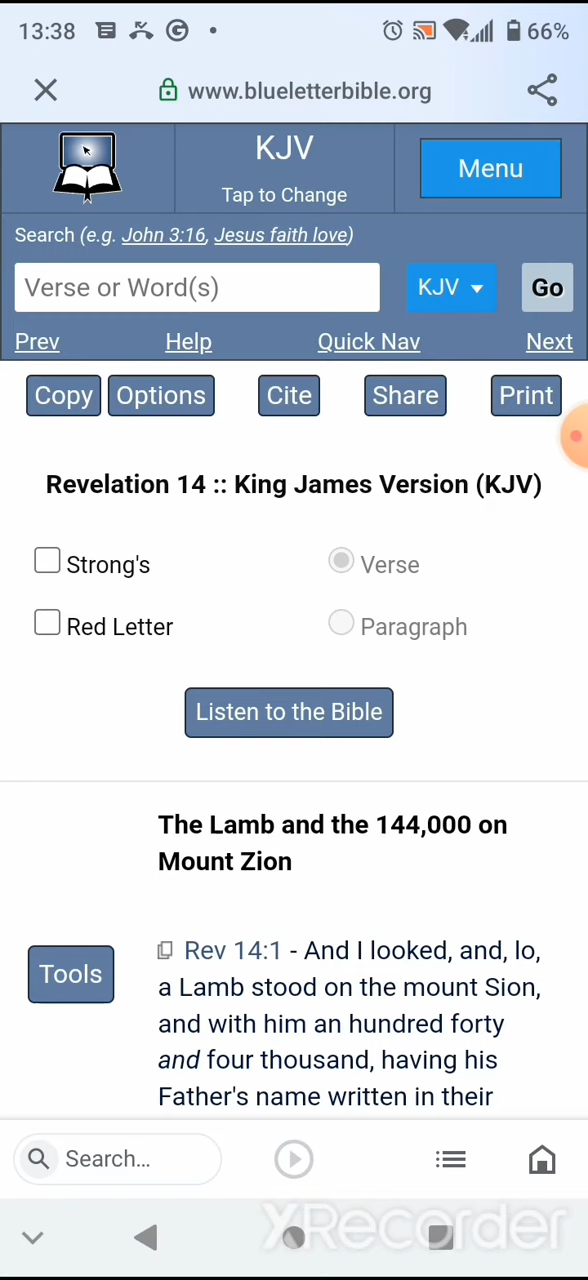 13:38
66%
www.blueletterbible.org
KJV
Tap to Change
Menu
Search (e.g. John 3:16, Jesus faith love)
Verse or Word(s)
KJV
Go
Prev Help Quick Nav Next
Copy Options Cite Share Print
Revelation 14 :: King James Version (KJV)
Strong's Verse
Red Letter Paragraph
Listen to the Bible
The Lamb and the 144,000 on
Mount Zion
Tools
Rev 14:1 - And I looked, and, lo,
a Lamb stood on the mount Sion,
and with him an hundred forty
and four thousand, having his
Father's name written in their
Search...
XRecorder